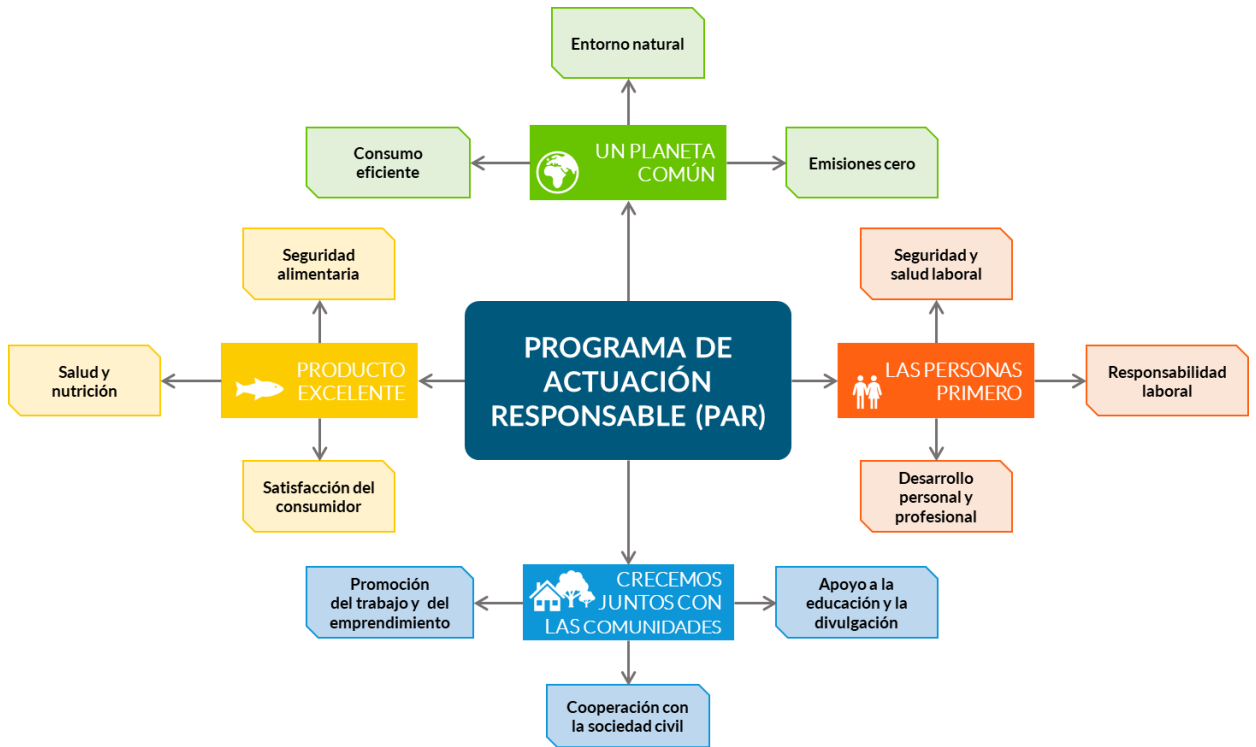 Entorno natural
Consumo
eficiente
UN PLANETA
COMÚN
Emisiones cero
Seguridad
alimentaria
Seguridad y
salud laboral
Salud y
nutrición
PRODUCTO
EXCELENTE
PROGRAMA DE
ACTUACIÓN
RESPONSABLE (PAR)
LAS PERSONAS
PRIMERO
Responsabilidad
laboral
Satisfacción del
consumidor
Desarrollo
personal y
profesional
Promoción
del trabajo y del
emprendimiento
CRECEMOS
JUNTOS CON
LAS COMUNIDADES
Apoyo a la
educación y la
divulgación
Cooperación con
la sociedad civil